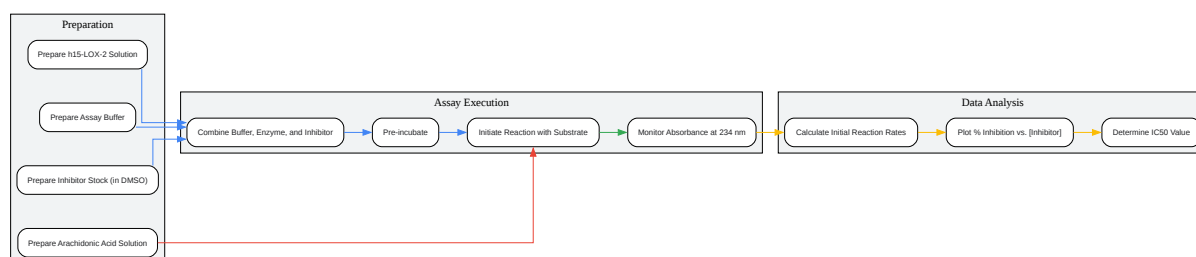 Preparation
Prepare h15-LOX-2 Solution
Prepare Assay Buffer
Prepare Inhibitor Stock (in DMSO)
Prepare Arachidonic Acid Solution
Assay Execution
Combine Buffer, Enzyme, and Inhibitor
Pre-incubate
Initiate Reaction with Substrate
Monitor Absorbance at 234 nm
Data Analysis
Calculate Initial Reaction Rates
Plot % Inhibition vs. [Inhibitor]
Determine IC50 Value